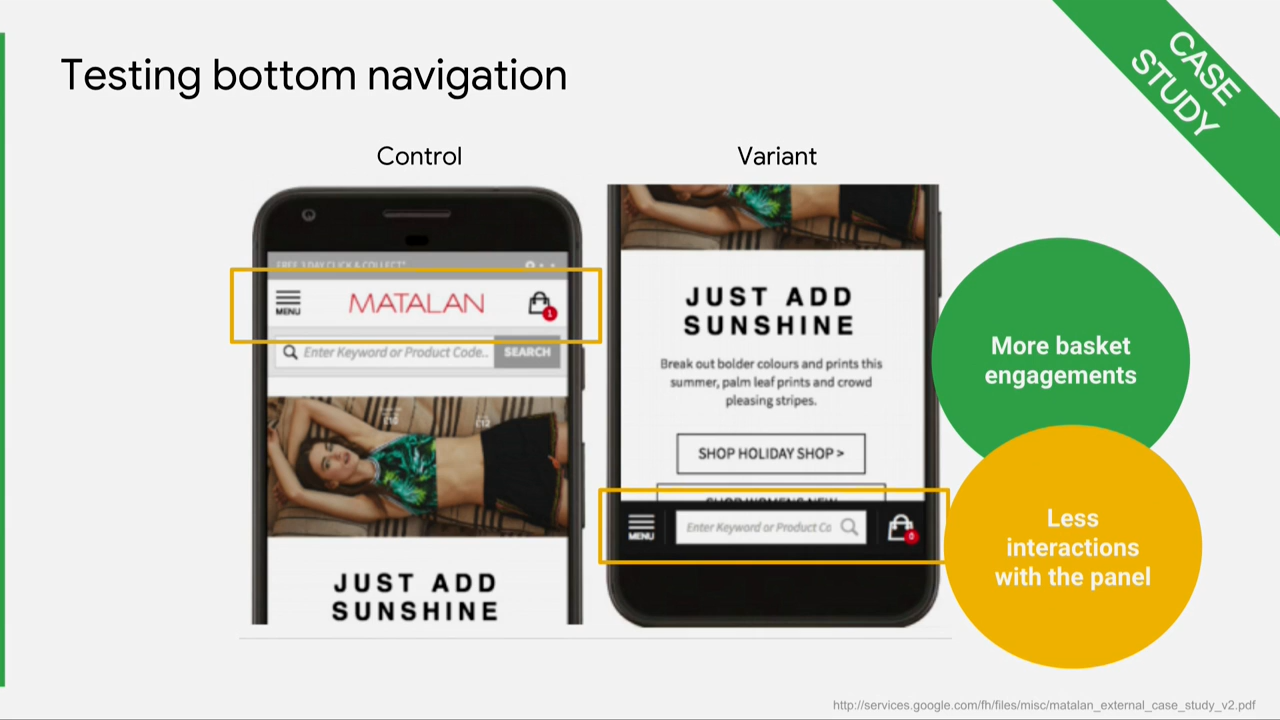 CASE
STUDY
Testing bottom navigation
Control
Variant
FREE 3 DAY CLICK & COLLECT*
MENU
MATALAN
1
Enter Keyword or Product Code..
SEARCH
JUST ADD
SUNSHINE
JUST ADD
SUNSHINE
Break out bolder colours and prints this
summer, palm leaf prints and crowd
pleasing stripes.
SHOP HOLIDAY SHOP >
SHOP WOMENS NEW
MENU
Enter Keyword or Product Co
0
More basket
engagements
Less
interactions
with the panel
http://services.google.com/fh/files/misc/matalan_external_case_study_v2.pdf